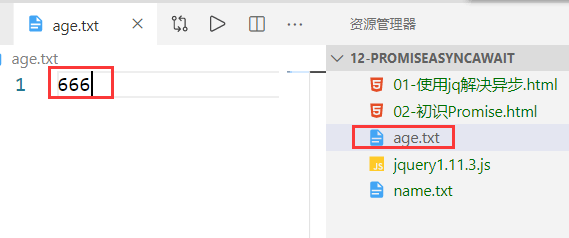 age.txt
age.txt
1 666
资源管理器
12-PROMISEASYNCAWAIT
01-使用jq解决异步.html
02-初识Promise.html
age.txt
jquery1.11.3.js
name.txt